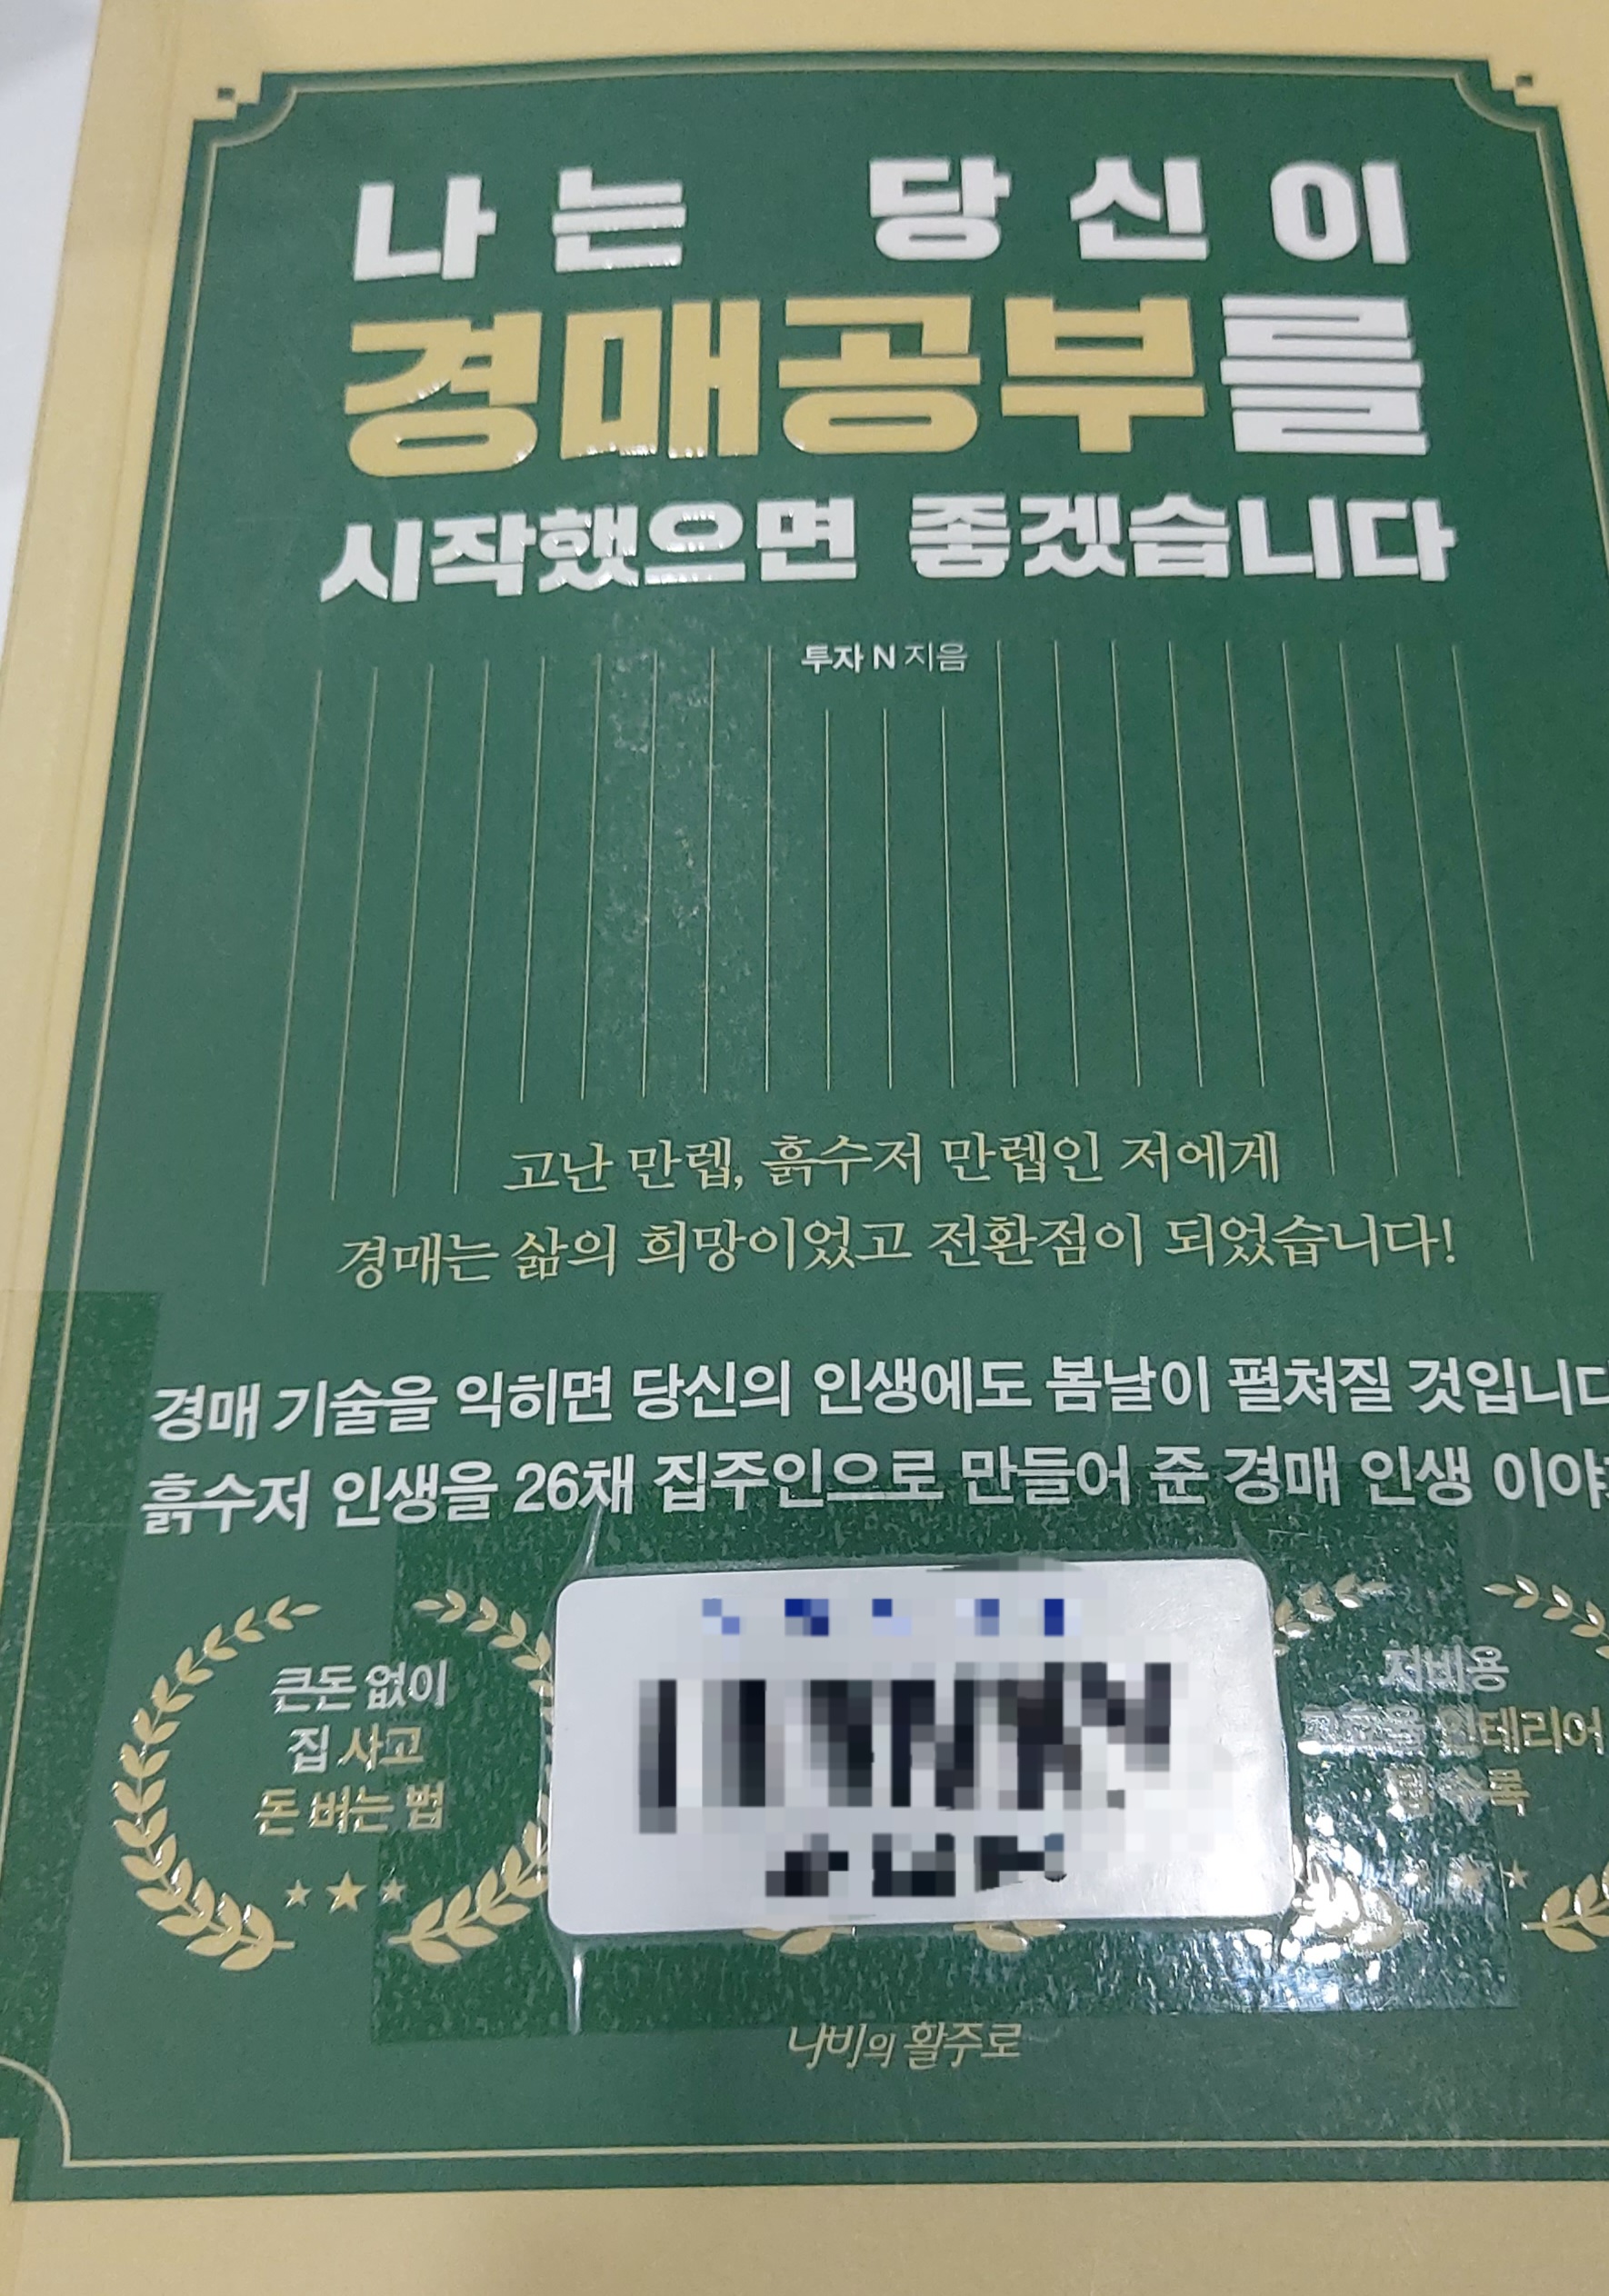 나는 당신이
경매공부를
시작했으면 좋겠습니다
투자 N 지음
고난 만렙, 흙수저 만렙인 저에게
경매는 삶의 희망이었고 전환점이 되었습니다!
경매 기술을 익히면 당신의 인생에도 봄날이 펼쳐질 것입니다
흙수저 인생을 26채 집주인으로 만들어 준 경매 인생
큰돈 없이
집 사고
돈 버는 법
저비용
고효율 인테리어
팁 수록
나비의 활주로